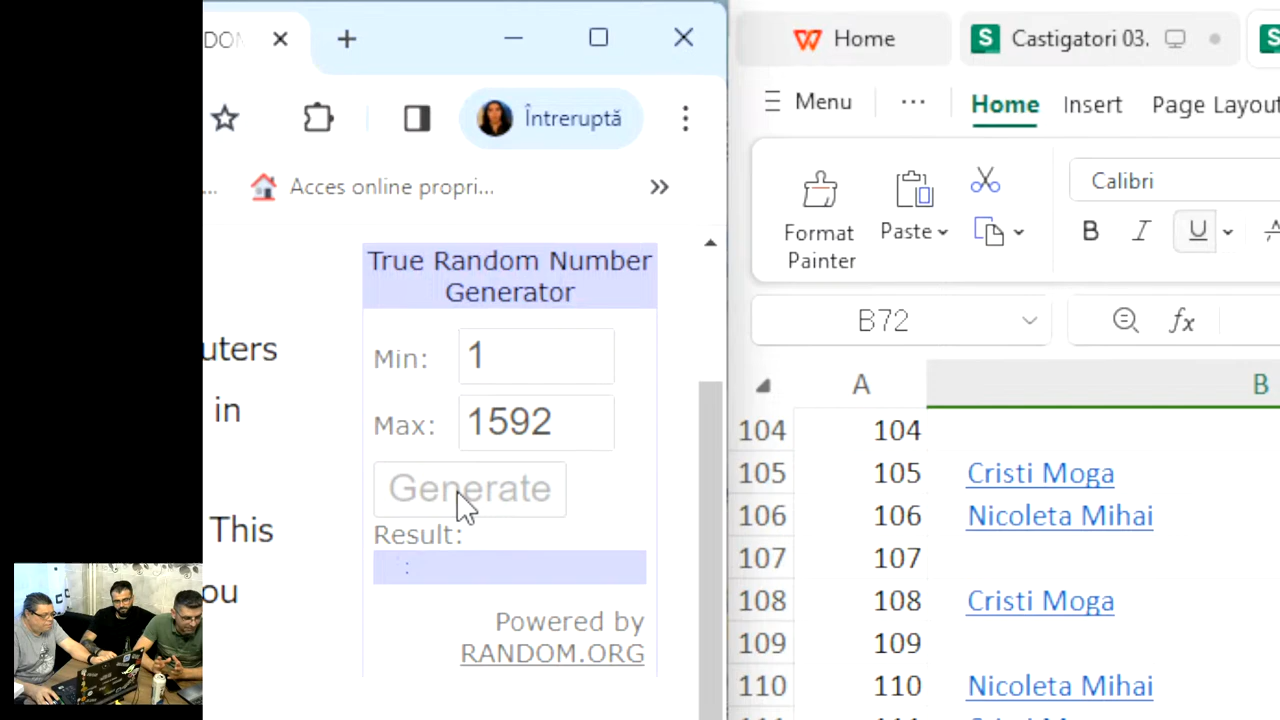 DOM
Întreruptă
...
Acces online propri...
»
uters
in
This
ou
True Random Number
Generator
Min: 1
Max: 1592
Generate
Result:
:
Powered by
RANDOM.ORG
Home
Castigatori 03.
S
Menu
...
Home
Insert
Page Layout
Format
Painter
Paste
Calibri
B I U A
B72
fx
A B
104 104
105 105 Cristi Moga
106 106 Nicoleta Mihai
107 107
108 108 Cristi Moga
109 109
110 110 Nicoleta Mihai